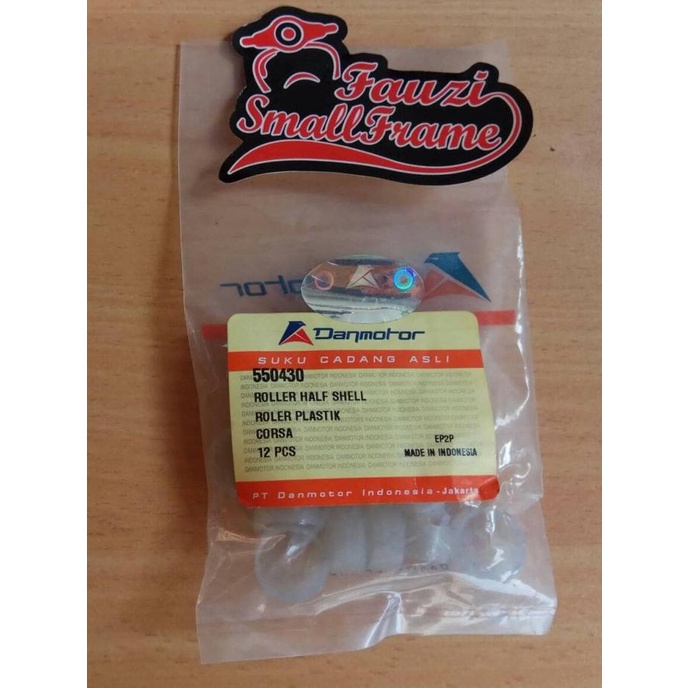 Fauzi
SmallFrame
Danmotor
SUKU CADANG ASLI
550430
ROLLER HALF SHELL
ROLER PLASTIK
CORSA
12 PCS
EP2P
MADE IN INDONESIA
PT Danmotor Indonesia-Jakarta